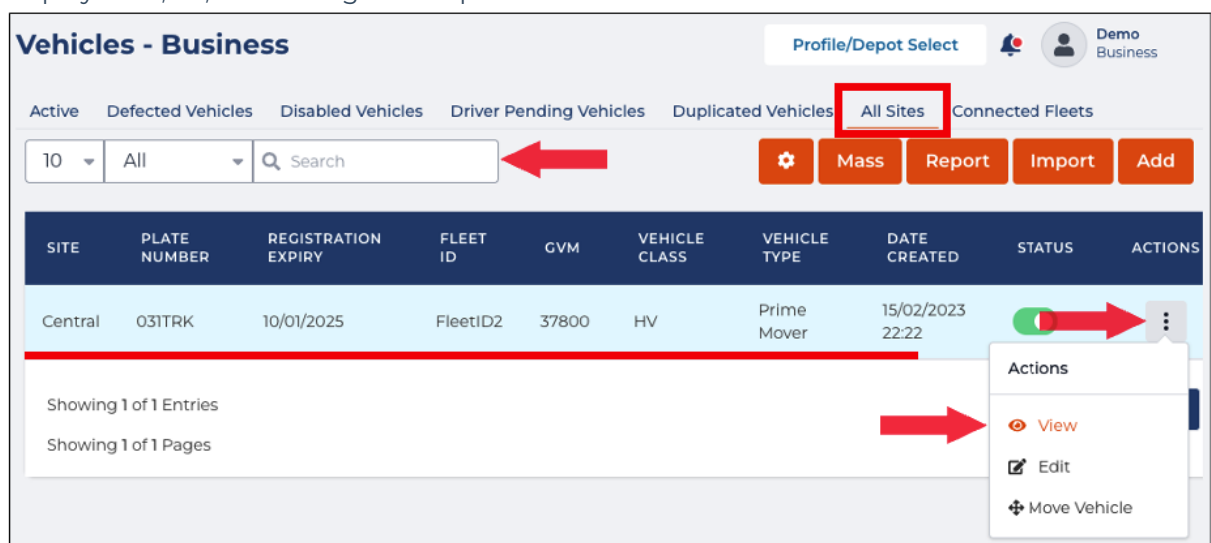 Vehicles - Business
Profile/Depot Select
Demo
Business
Active Defected Vehicles Disabled Vehicles Driver Pending Vehicles Duplicated Vehicles All Sites Connected Fleets
10 All Search
Mass Report Import Add
SITE PLATE NUMBER REGISTRATION EXPIRY FLEET ID GVM VEHICLE CLASS VEHICLE TYPE DATE CREATED STATUS ACTIONS
Central 031TRK 10/01/2025 FleetID2 37800 HV Prime Mover 15/02/2023 22:22
Actions
Showing 1 of 1 Entries
View
Showing 1 of 1 Pages
Edit
Move Vehicle